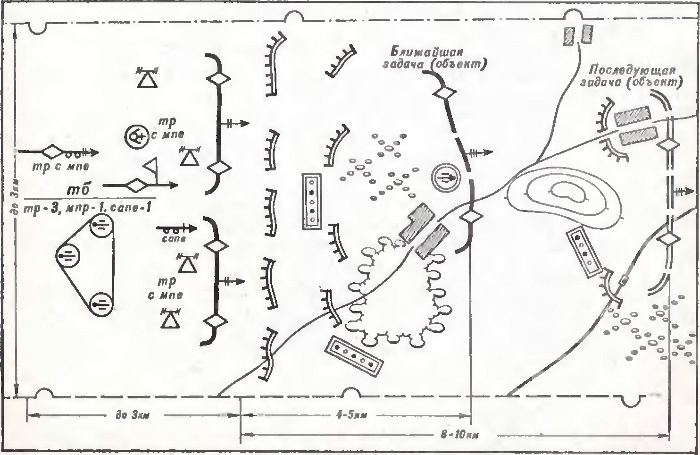 Ближайшая
задача (объект)
Последующая
задача (объект)
тр
с мпв
тр с мпв
тб
тр-3, мпр-1, сапв-1
сапв
тр
с мпв
до 3км
до 3км
4-5км
8-10км